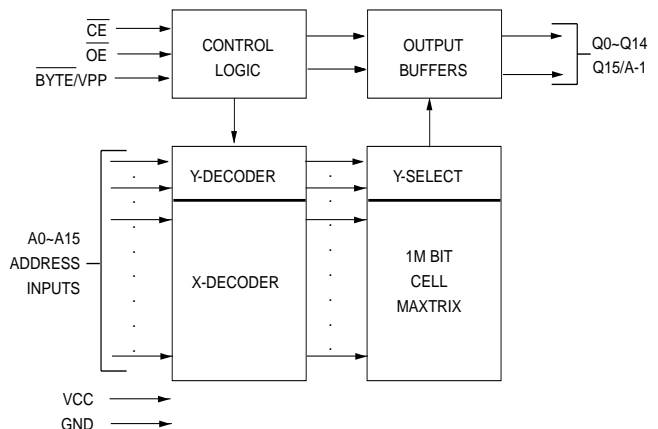 CE
OE
BYTE/VPP
CONTROL
LOGIC
OUTPUT
BUFFERS
Q0~Q14
Q15/A-1
Y-DECODER
Y-SELECT
A0~A15
ADDRESS
INPUTS
X-DECODER
1M BIT
CELL
MAXTRIX
VCC
GND